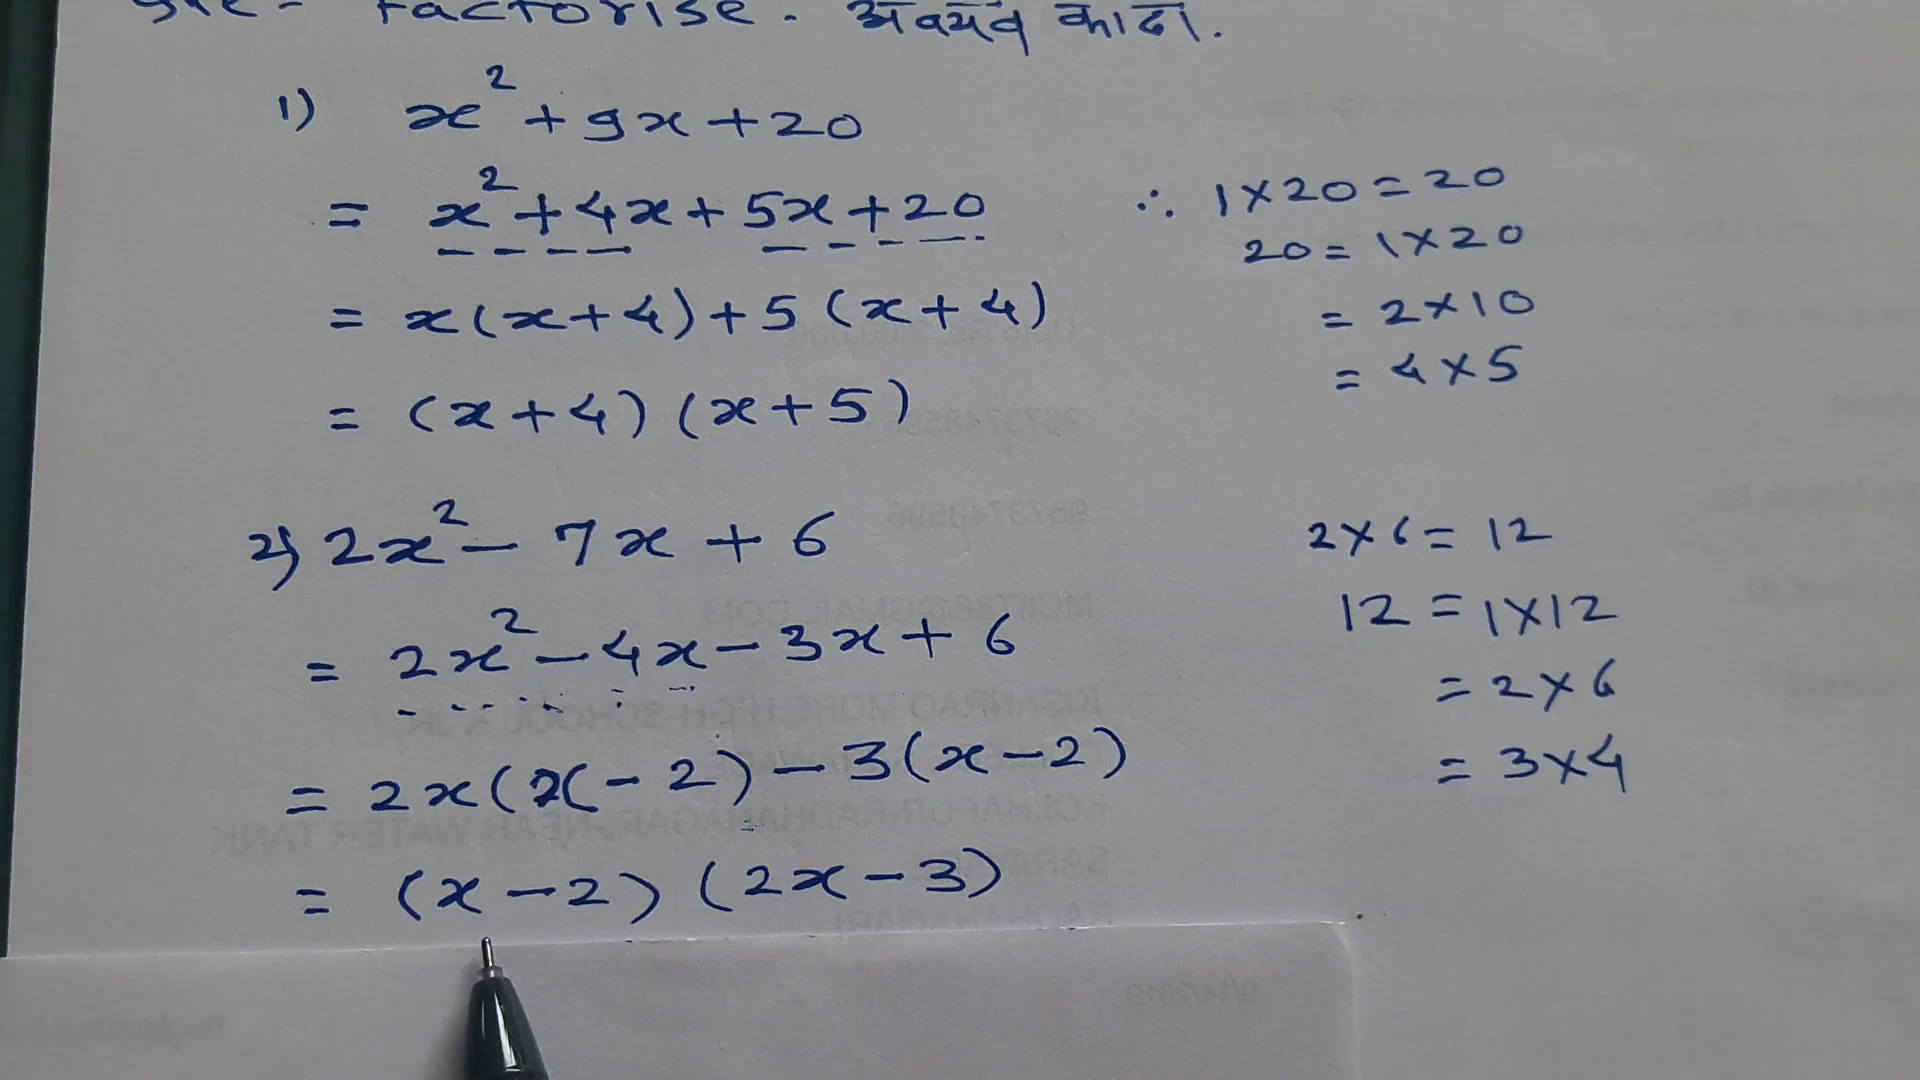 Factorise. अवयव काढा.
1) x² + 9x + 20
= x² + 4x + 5x + 20
∴ 1 × 20 = 20
20 = 1 × 20
= x(x + 4) + 5(x + 4)
= 2 × 10
= 4 × 5
= (x + 4) (x + 5)
2) 2x² - 7x + 6
2 × 6 = 12
= 2x² - 4x - 3x + 6
12 = 1 × 12
= 2 × 6
= 2x(x - 2) - 3(x - 2)
= 3 × 4
= (x - 2) (2x - 3)